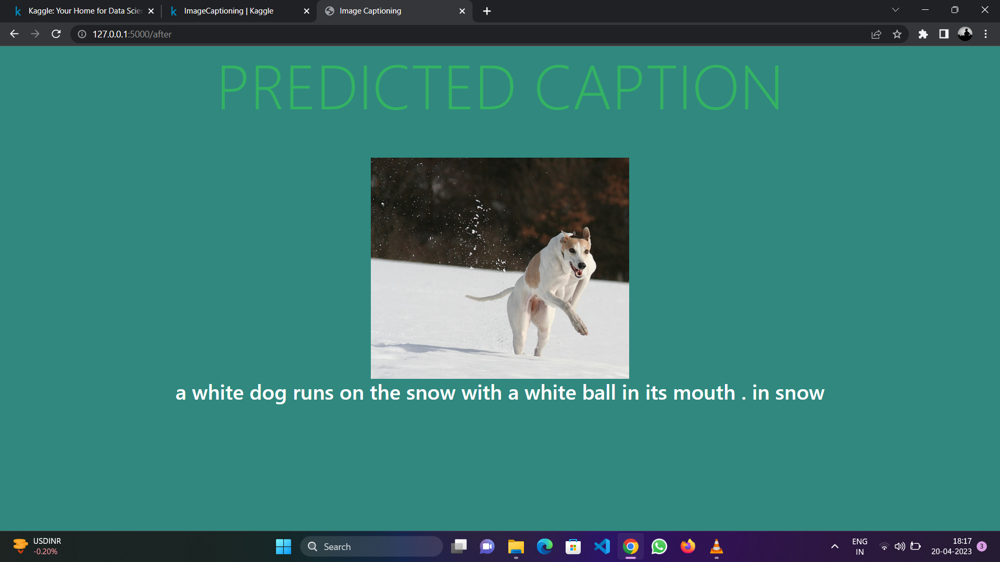 Kaggle: Your Home for Data Scie
ImageCaptioning | Kaggle
Image Captioning
127.0.0.1:5000/after
PREDICTED CAPTION
a white dog runs on the snow with a white ball in its mouth . in snow
USDINR
-0.20%
Search
ENG
IN
18:17
20-04-2023
3